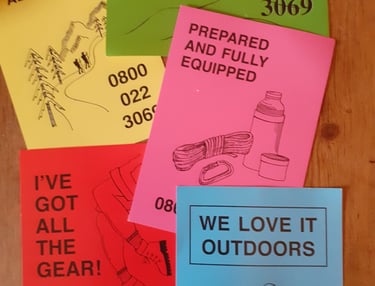 3069
PREPARED
AND FULLY
EQUIPPED
0800
022
3069
I'VE
GOT
ALL
THE
GEAR!
WE LOVE IT
OUTDOORS